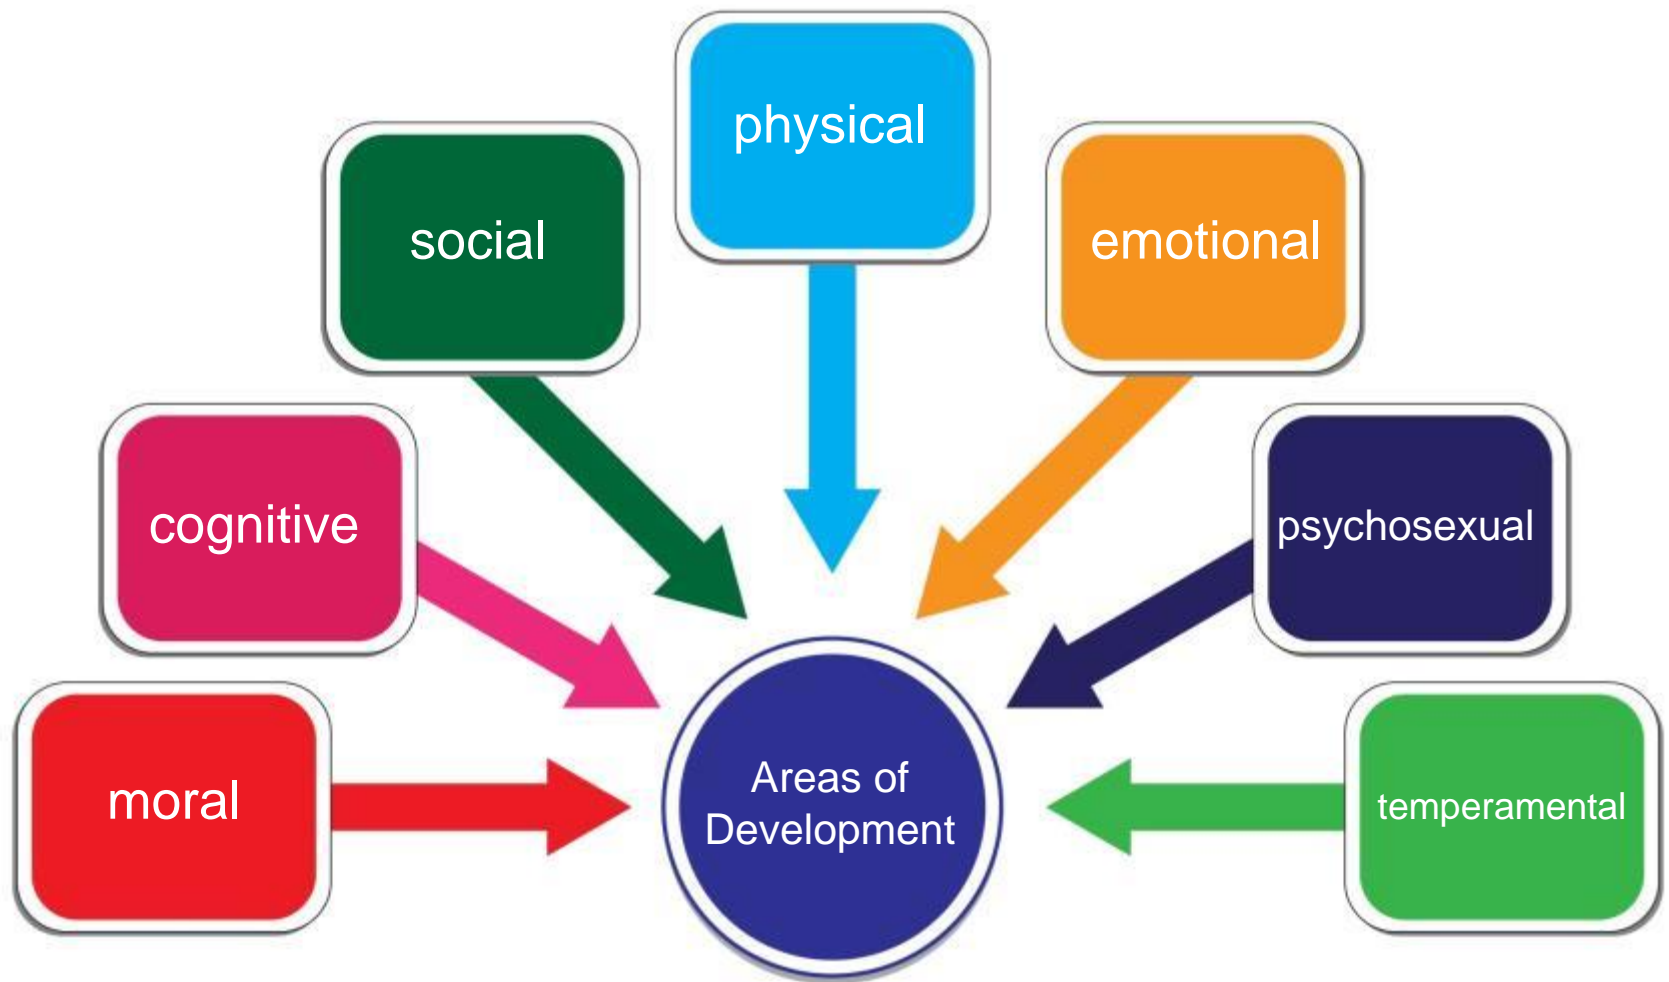 physical
social
emotional
cognitive
psychosexual
moral
Areas of
Development
temperamental